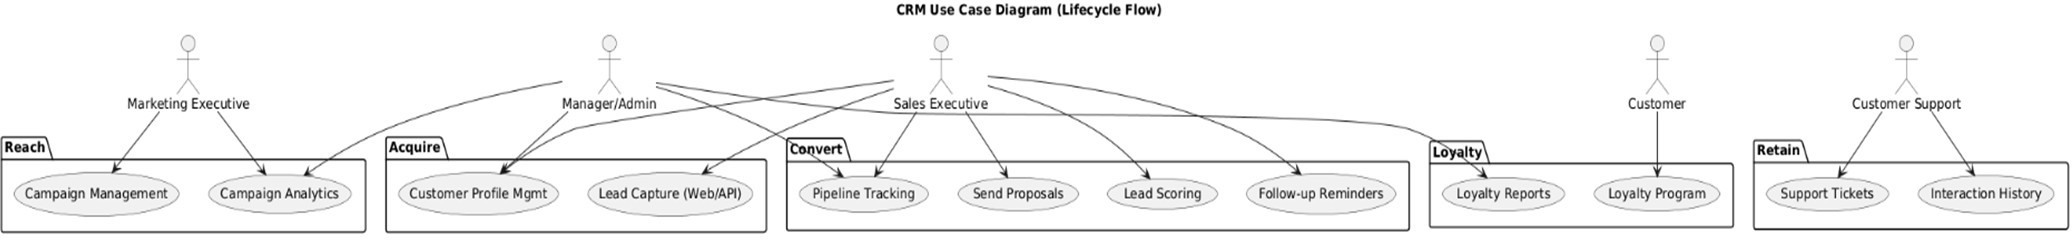 CRM Use Case Diagram (Lifecycle Flow)
Marketing Executive
Manager/Admin
Sales Executive
Customer
Customer Support
Reach
Campaign Management
Campaign Analytics
Acquire
Customer Profile Mgmt
Lead Capture (Web/API)
Convert
Pipeline Tracking
Send Proposals
Lead Scoring
Follow-up Reminders
Loyalty
Loyalty Reports
Loyalty Program
Retain
Support Tickets
Interaction History